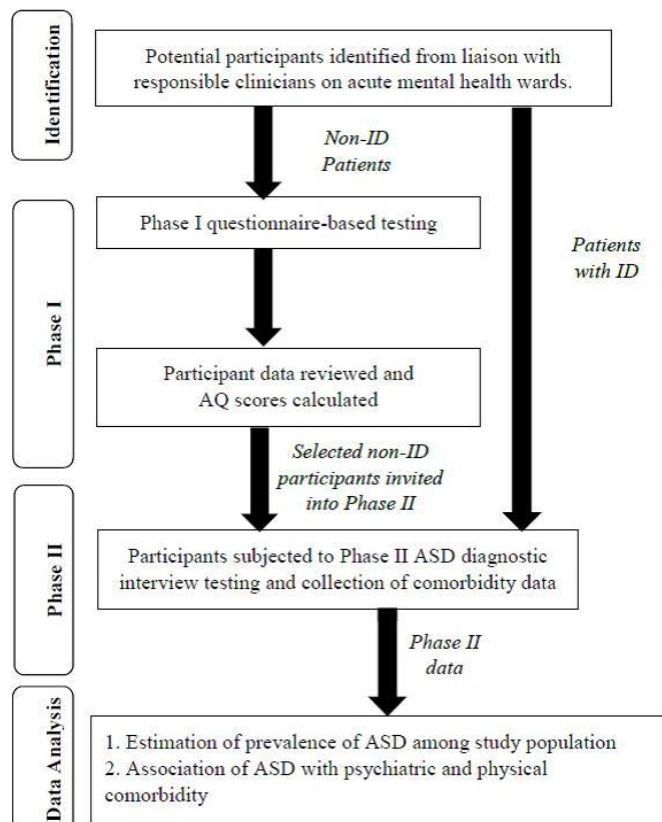 Identification
Potential participants identified from liaison with
responsible clinicians on acute mental health wards.
Non-ID
Patients
Patients
with ID
Phase I
Phase I questionnaire-based testing
Participant data reviewed and
AQ scores calculated
Selected non-ID
participants invited
into Phase II
Phase II
Participants subjected to Phase II ASD diagnostic
interview testing and collection of comorbidity data
Phase II
data
Data Analysis
1. Estimation of prevalence of ASD among study population
2. Association of ASD with psychiatric and physical
comorbidity